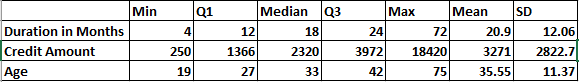 Min Q1 Median Q3 Max Mean SD
Duration in Months 4 12 18 24 72 20.9 12.06
Credit Amount 250 1366 2320 3972 18420 3271 2822.7
Age 19 27 33 42 75 35.55 11.37